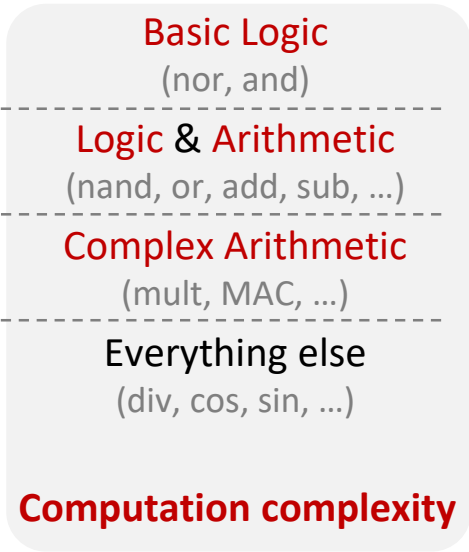 Basic Logic
(nor, and)
Logic & Arithmetic
(nand, or, add, sub, …)
Complex Arithmetic
(mult, MAC, …)
Everything else
(div, cos, sin, …)
Computation complexity